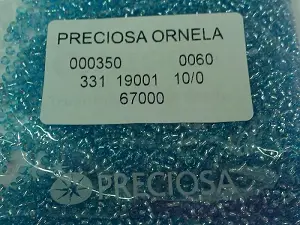 PRECIOSA ORNELA
000350 0060
331 19001 10/0
67000
PRECIOSA